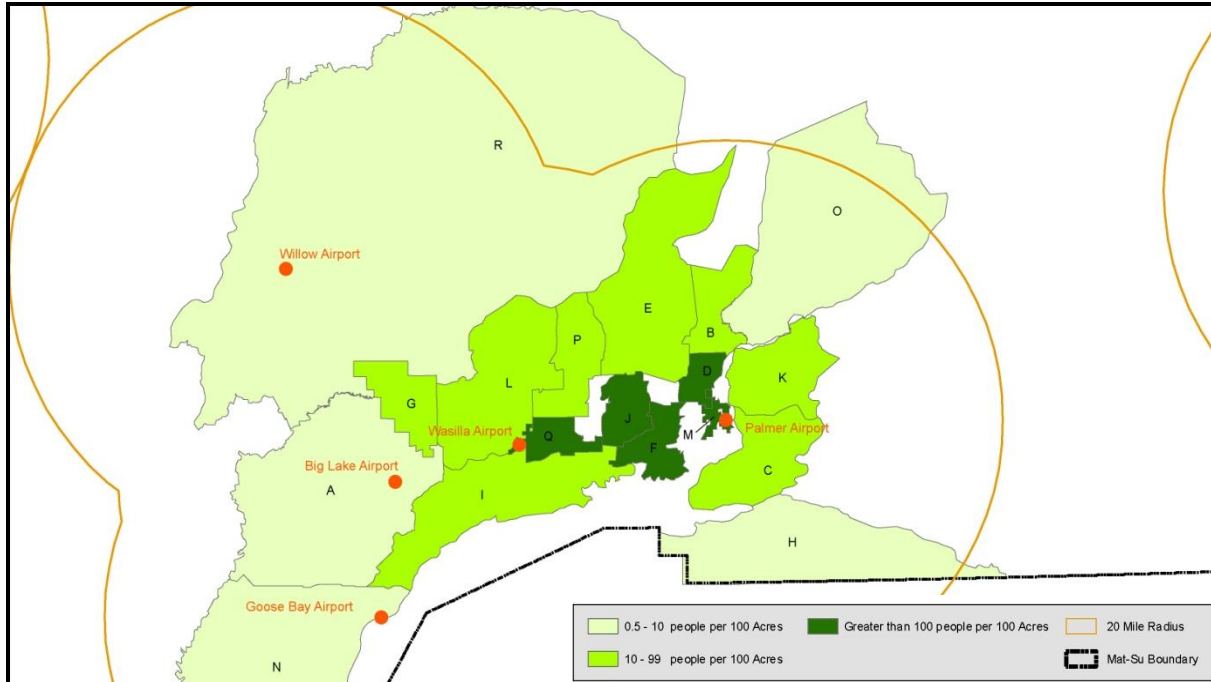 R
O
Willow Airport
E
B
P
D
L
K
G
J
Wasilla Airport
Q
M
Palmer Airport
F
Big Lake Airport
C
A
I
H
Goose Bay Airport
N
0.5 - 10 people per 100 Acres
Greater than 100 people per 100 Acres
20 Mile Radius
10 - 99 people per 100 Acres
Mat-Su Boundary